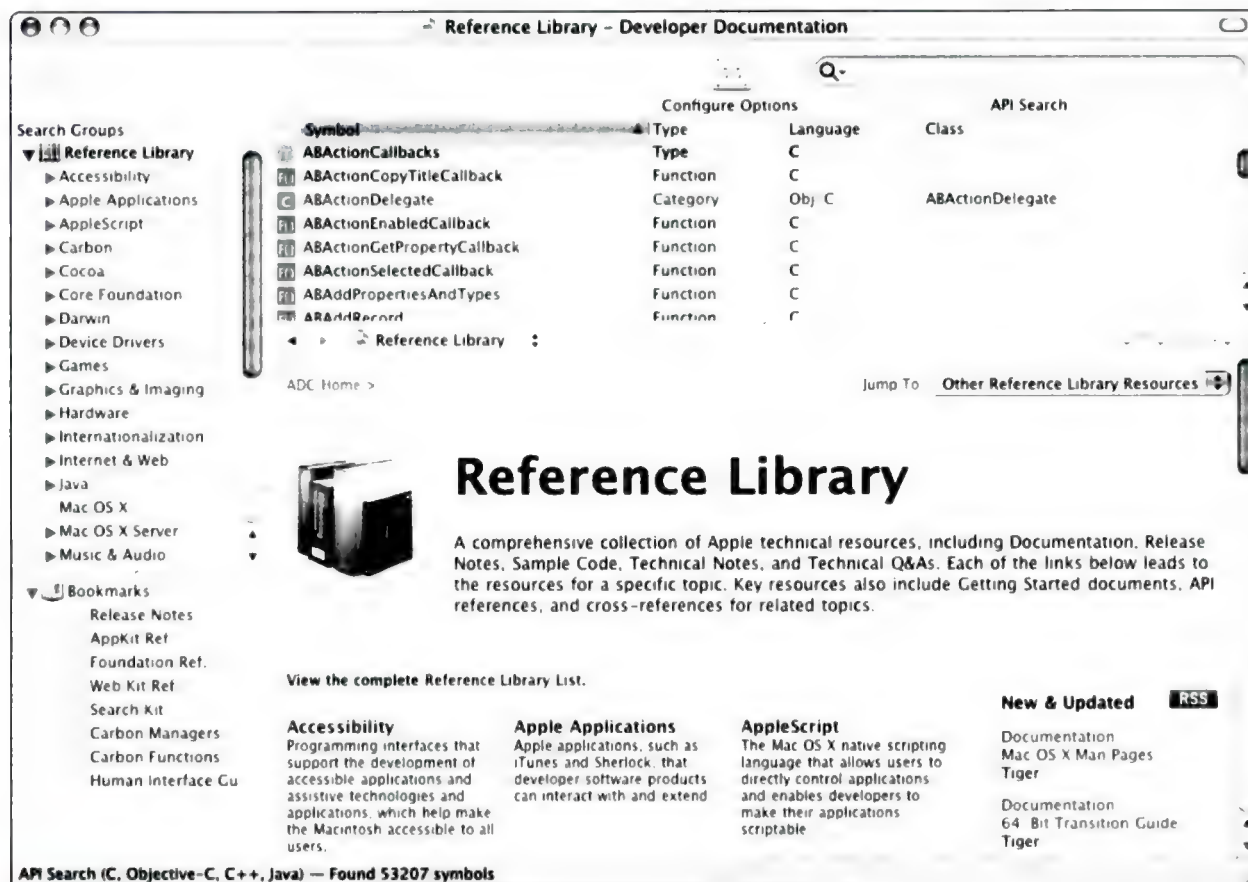 Reference Library – Developer Documentation
Configure Options
API Search
Search Groups
Reference Library
Accessibility
Apple Applications
AppleScript
Carbon
Cocoa
Core Foundation
Darwin
Device Drivers
Games
Graphics & Imaging
Hardware
Internationalization
Internet & Web
Java
Mac OS X
Mac OS X Server
Music & Audio
Bookmarks
Release Notes
AppKit Ref
Foundation Ref.
Web Kit Ref
Search Kit
Carbon Managers
Carbon Functions
Human Interface Gu
Symbol Type Language Class
ABActionCallbacks Type C
F() ABActionCopyTitleCallback Function C
C ABActionDelegate Category Obj C ABActionDelegate
F() ABActionEnabledCallback Function C
F() ABActionGetPropertyCallback Function C
F() ABActionSelectedCallback Function C
F() ABAddPropertiesAndTypes Function C
F() ABAddRecord Function C
Reference Library
ADC Home >
Jump To Other Reference Library Resources
Reference Library
A comprehensive collection of Apple technical resources, including Documentation, Release
Notes, Sample Code, Technical Notes, and Technical Q&As. Each of the links below leads to
the resources for a specific topic. Key resources also include Getting Started documents, API
references, and cross-references for related topics.
View the complete Reference Library List.
Accessibility
Programming interfaces that
support the development of
accessible applications and
assistive technologies and
applications, which help make
the Macintosh accessible to all
users.
Apple Applications
Apple applications, such as
iTunes and Sherlock, that
developer software products
can interact with and extend
AppleScript
The Mac OS X native scripting
language that allows users to
directly control applications
and enables developers to
make their applications
scriptable
New & Updated RSS
Documentation
Mac OS X Man Pages
Tiger
Documentation
64 Bit Transition Guide
Tiger
API Search (C, Objective-C, C++, Java) — Found 53207 symbols